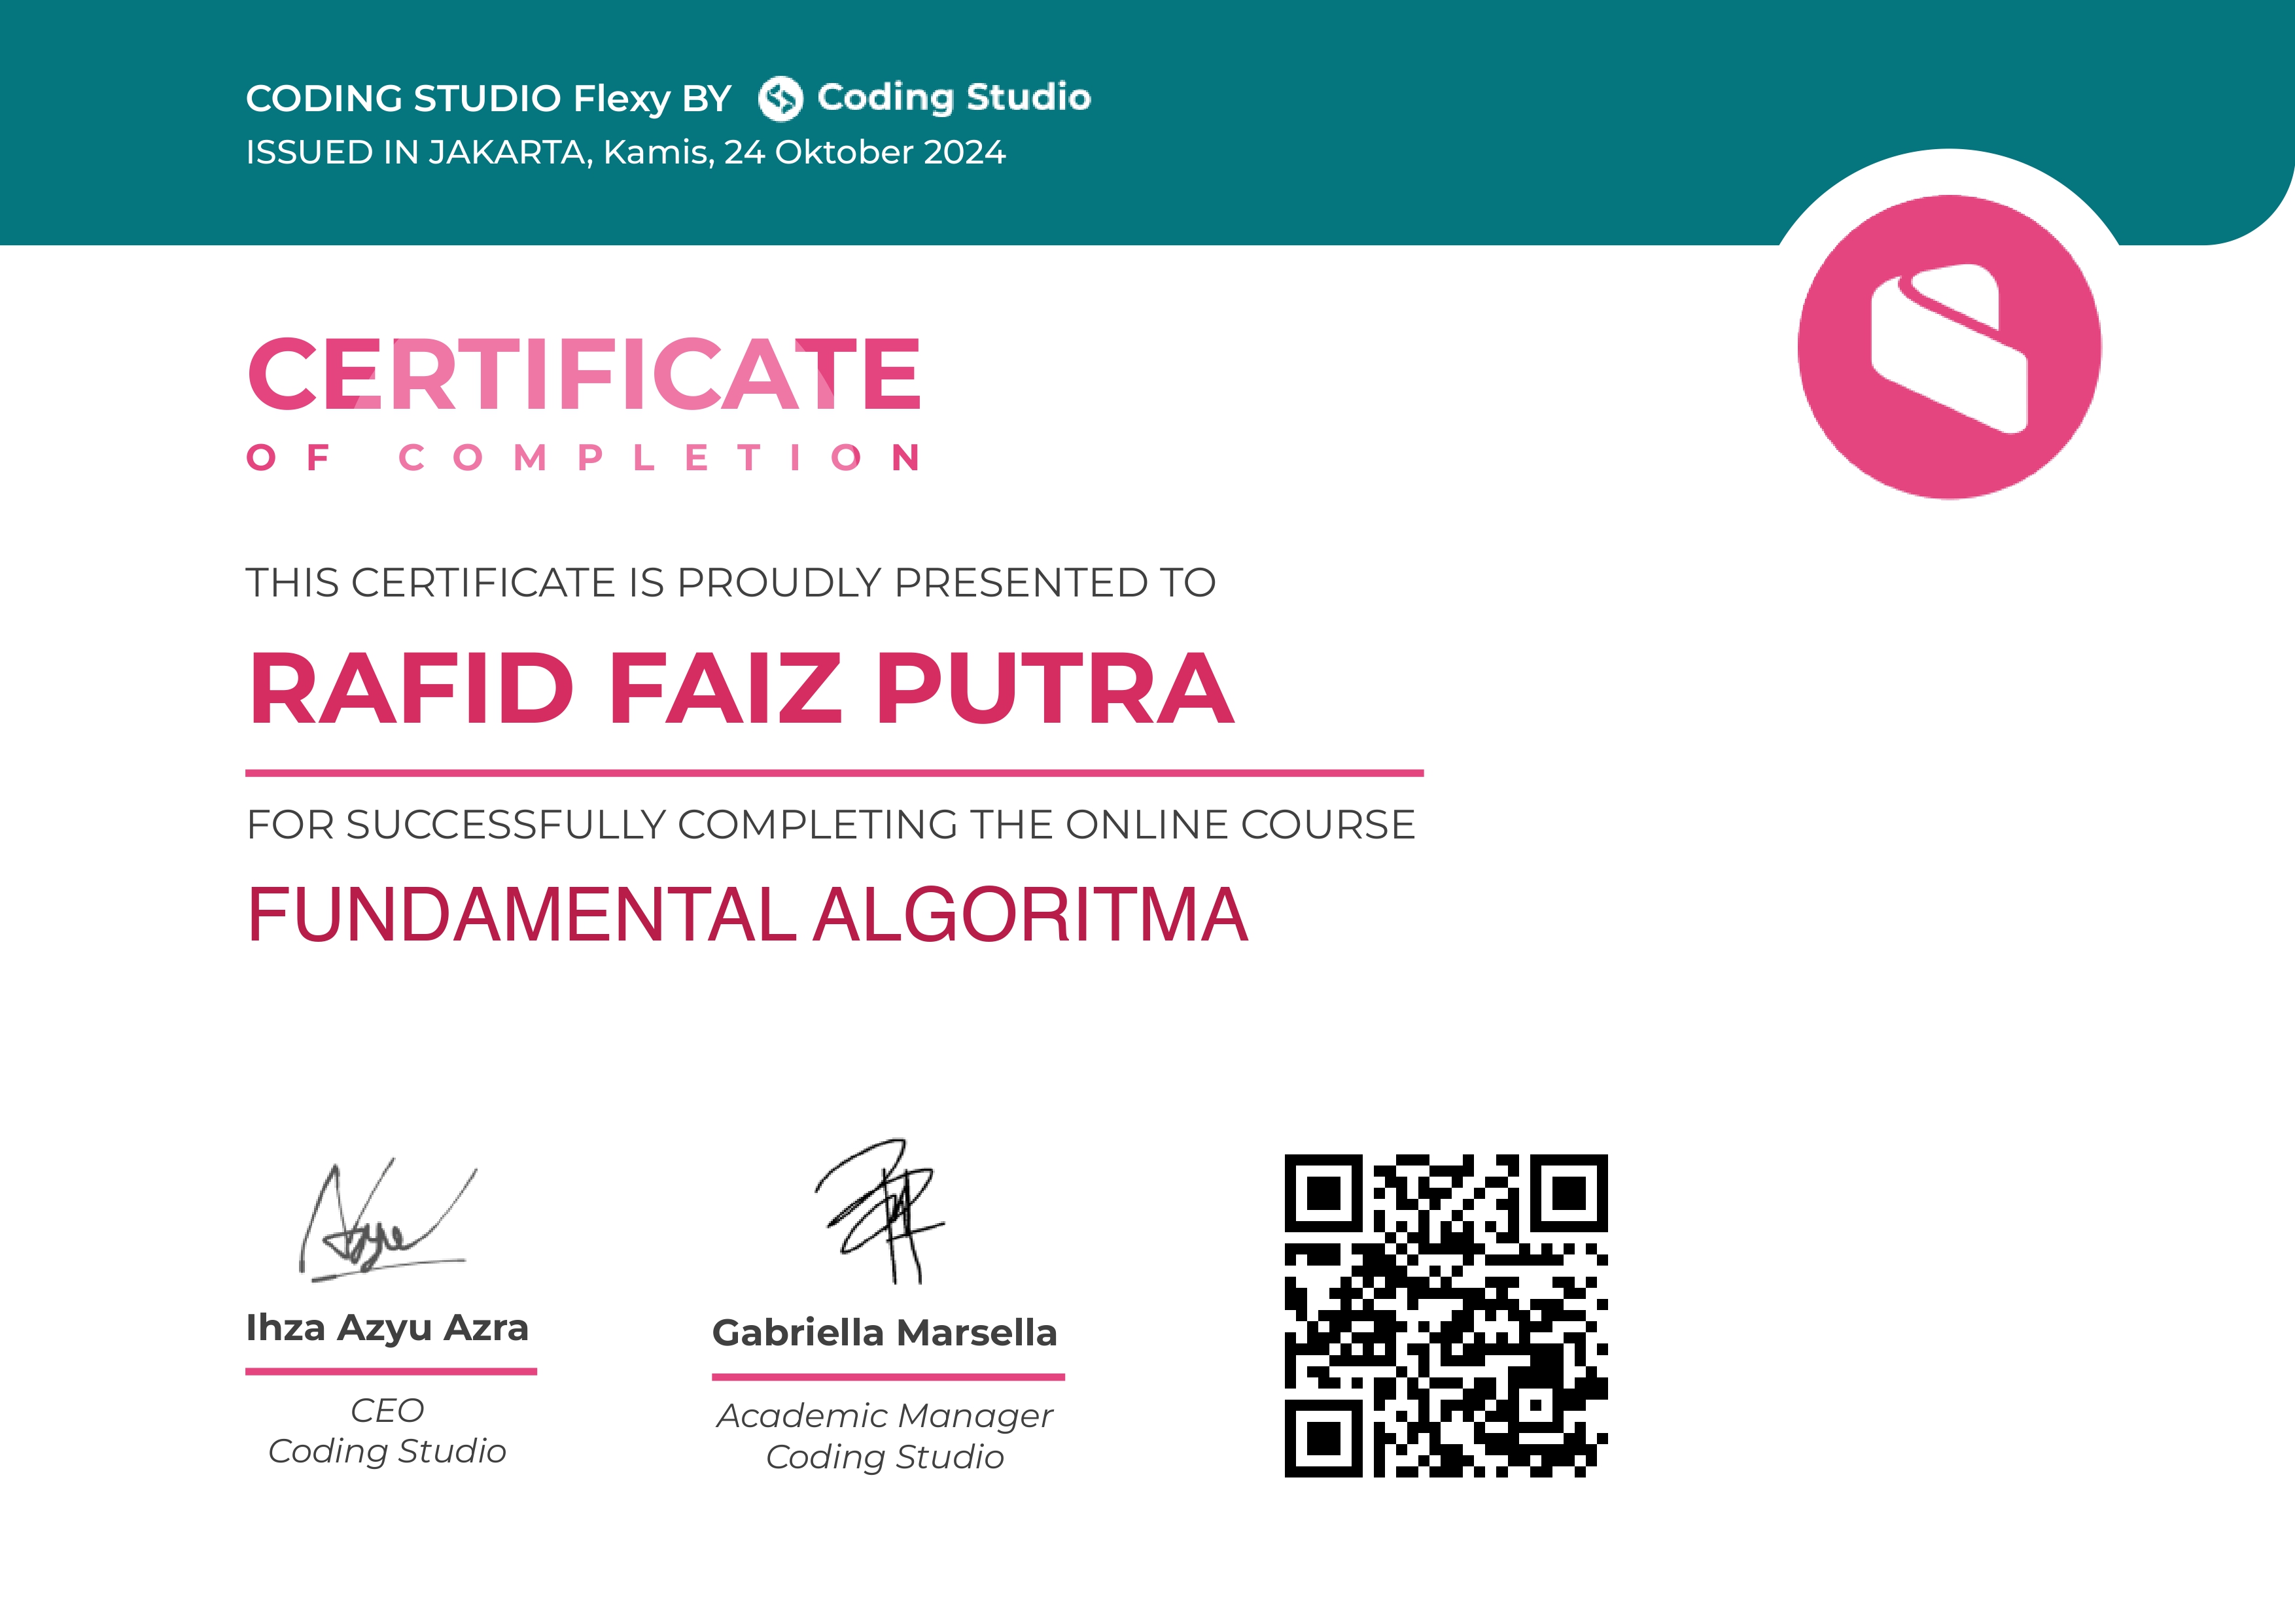 CODING STUDIO Flexy BY Coding Studio
ISSUED IN JAKARTA, Kamis, 24 Oktober 2024
CERTIFICATE
OF COMPLETION
THIS CERTIFICATE IS PROUDLY PRESENTED TO
RAFID FAIZ PUTRA
FOR SUCCESSFULLY COMPLETING THE ONLINE COURSE
FUNDAMENTAL ALGORITMA
Ihza Azyu Azra
CEO
Coding Studio
Gabriella Marsella
Academic Manager
Coding Studio